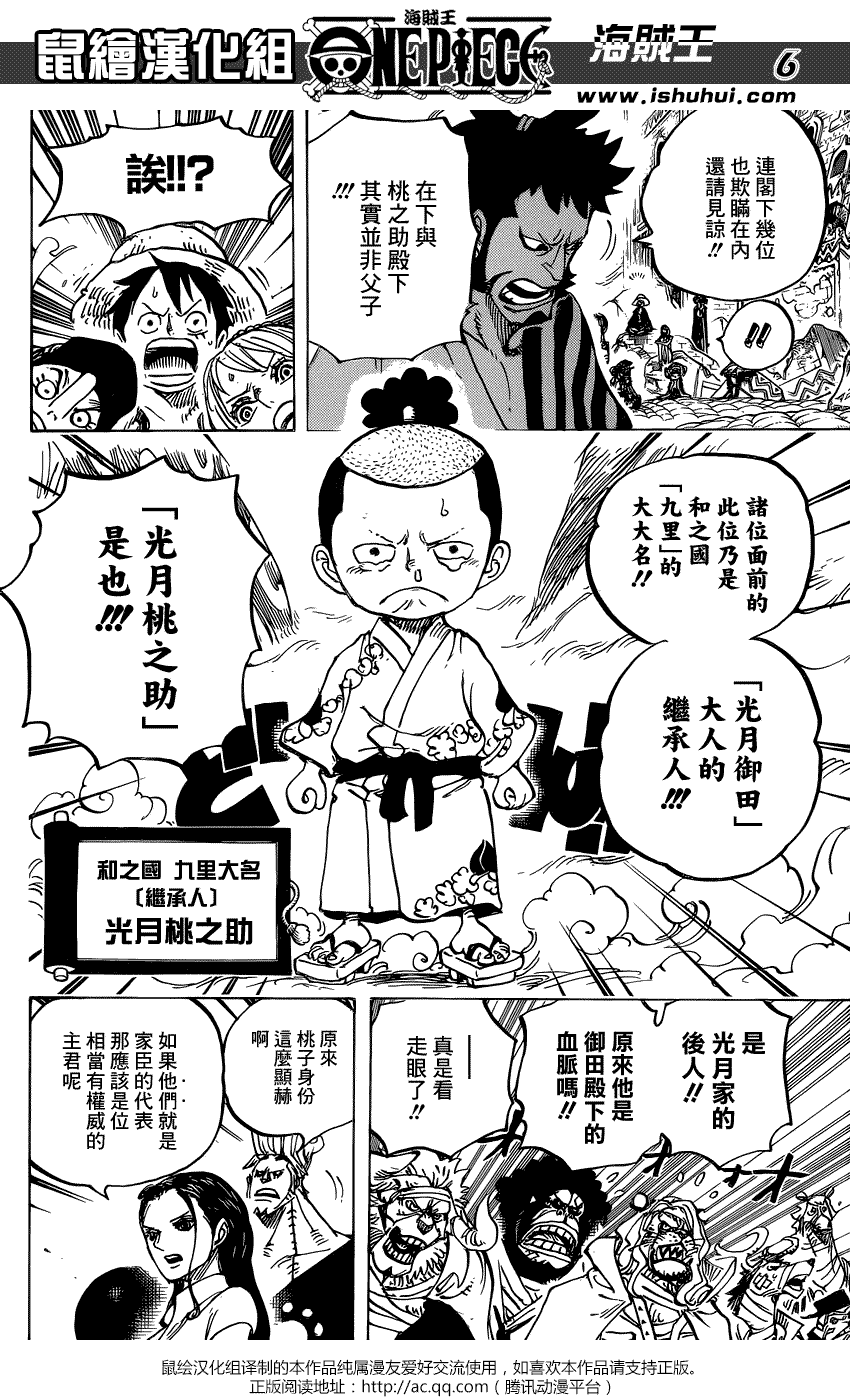 鼠繪漢化組
海賊王
ONE PIECE
海賊王
6
www.ishuhui.com
連閣下幾位
也欺瞞在內
還請見諒!!
!!
在下與
桃之助殿下
其實並非父子
!!!
誒!!?
諸位面前的
此位乃是
和之國
「九里」的
大大名!!
「光月御田」
大人的
繼承人!!!
「光月桃之助」
是也!!!
どん!!
和之國 九里大名
〔繼承人〕
光月桃之助
是
光月家的
後人!!
原來他是
御田殿下的
血脈嗎!!
——
真是看
走眼了!!
原來
桃子身份
這麼顯赫
啊
如果他們就是
家臣的代表
那應該是位
相當有權威的
主君呢
鼠绘汉化组译制的本作品纯属漫友爱好交流使用，如喜欢本作品请支持正版。
正版阅读地址：http://ac.qq.com（腾讯动漫平台）